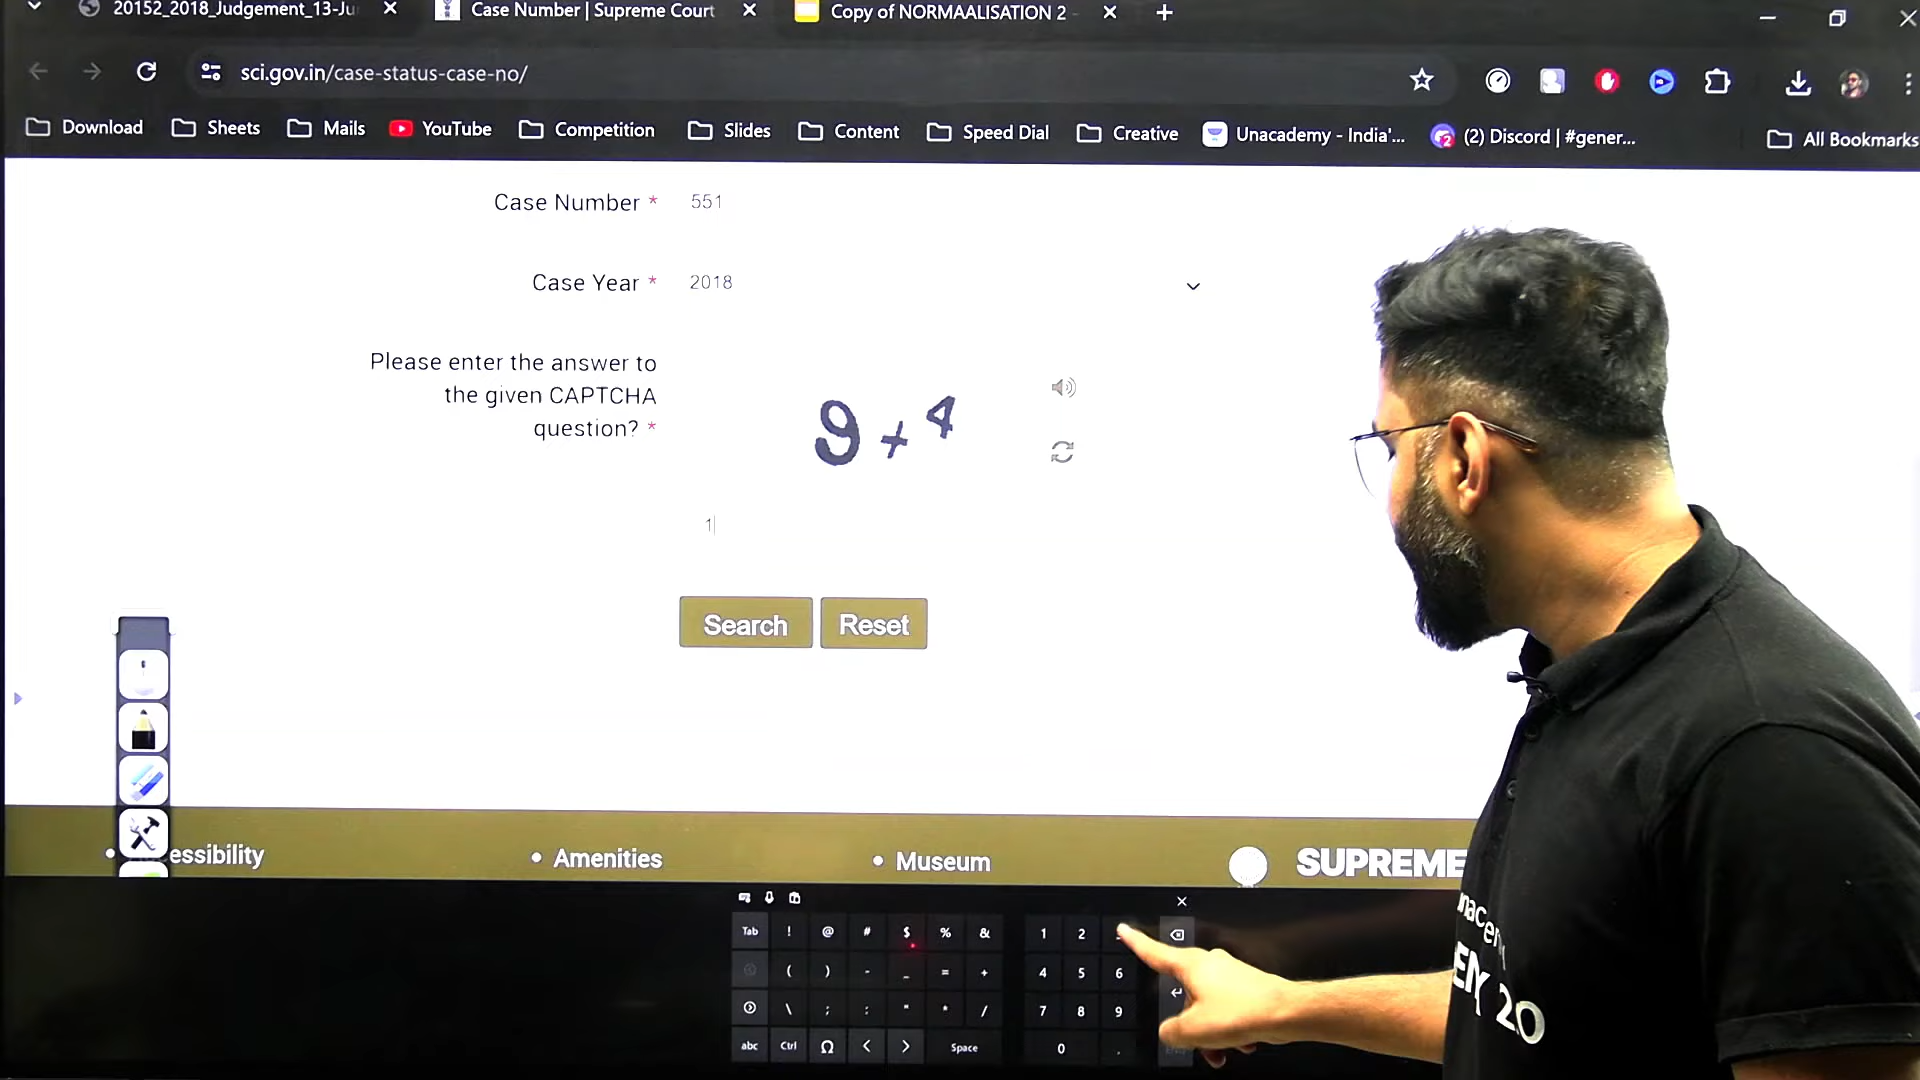 20152_2018_Judgement_13-Ju
Case Number | Supreme Court
Copy of NORMAALISATION 2 -
sci.gov.in/case-status-case-no/
Download
Sheets
Mails
YouTube
Competition
Slides
Content
Speed Dial
Creative
Unacademy - India'...
(2) Discord | #gener...
All Bookmarks
Case Number * 551
Case Year * 2018
Please enter the answer to
the given CAPTCHA
question? *
9 + 4
1
Search Reset
essibility
• Amenities
• Museum
SUPREME
Tab ! @ # $ % & 1 2
( ) - _ = + 4 5 6
\ ; : " * / 7 8 9
abc Ctrl Ω < > Space 0 .